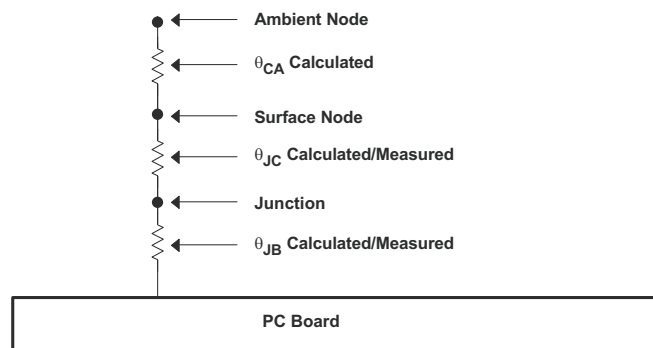 Ambient Node
θCA Calculated
Surface Node
θJC Calculated/Measured
Junction
θJB Calculated/Measured
PC Board